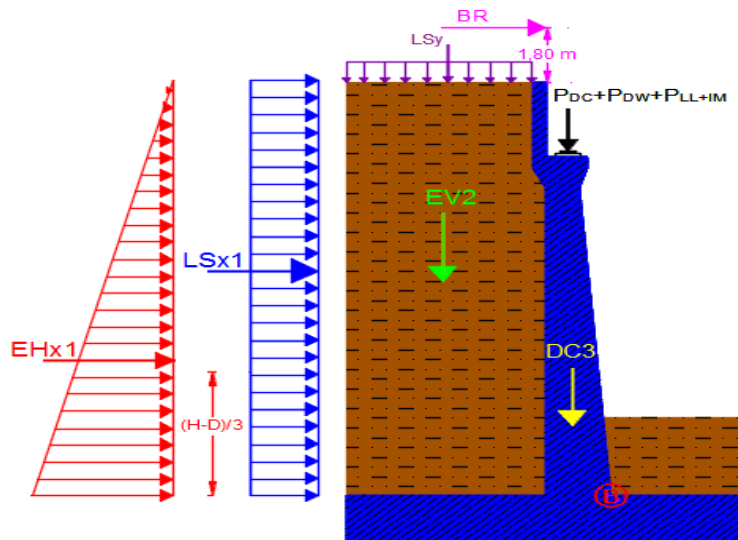 BR
LSy
1,80 m
PDC+PDW+PLL+IM
EV2
LSx1
EHx1
DC3
(H-D)/3
B